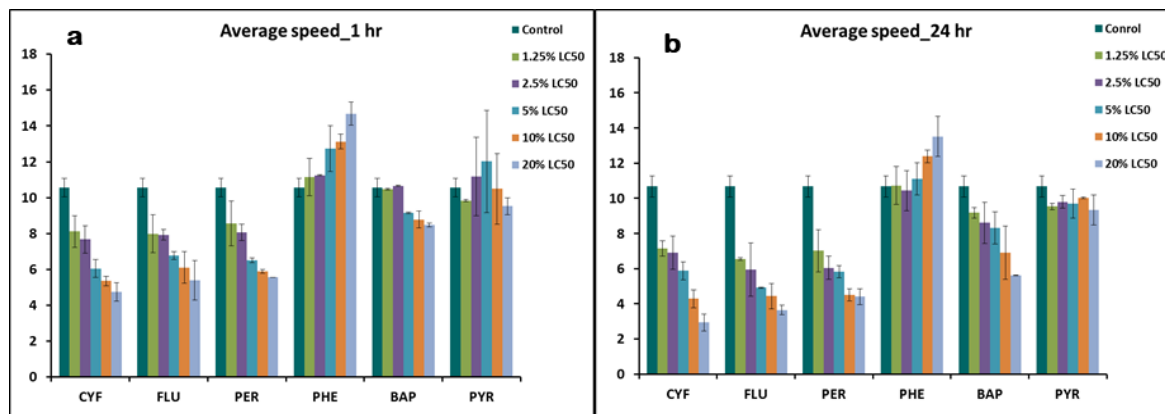 a
Average speed_1 hr
Control
1.25% LC50
2.5% LC50
5% LC50
10% LC50
20% LC50
18
16
14
12
10
8
6
4
2
0
CYF FLU PER PHE BAP PYR
b
Average speed_24 hr
Conrol
1.25% LC50
2.5% LC50
5% LC50
10% LC50
20% LC50
18
16
14
12
10
8
6
4
2
0
CYF FLU PER PHE BAP PYR